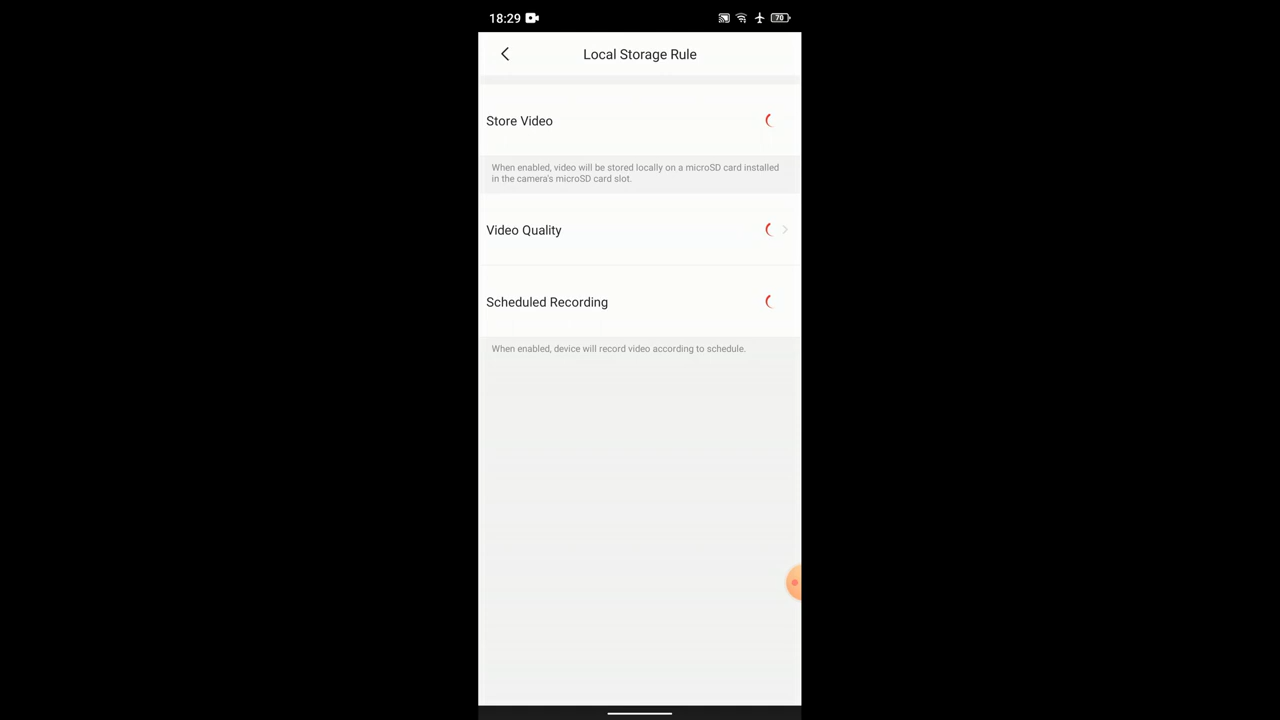 18:29
70
Local Storage Rule
Store Video
When enabled, video will be stored locally on a microSD card installed
in the camera's microSD card slot.
Video Quality
Scheduled Recording
When enabled, device will record video according to schedule.